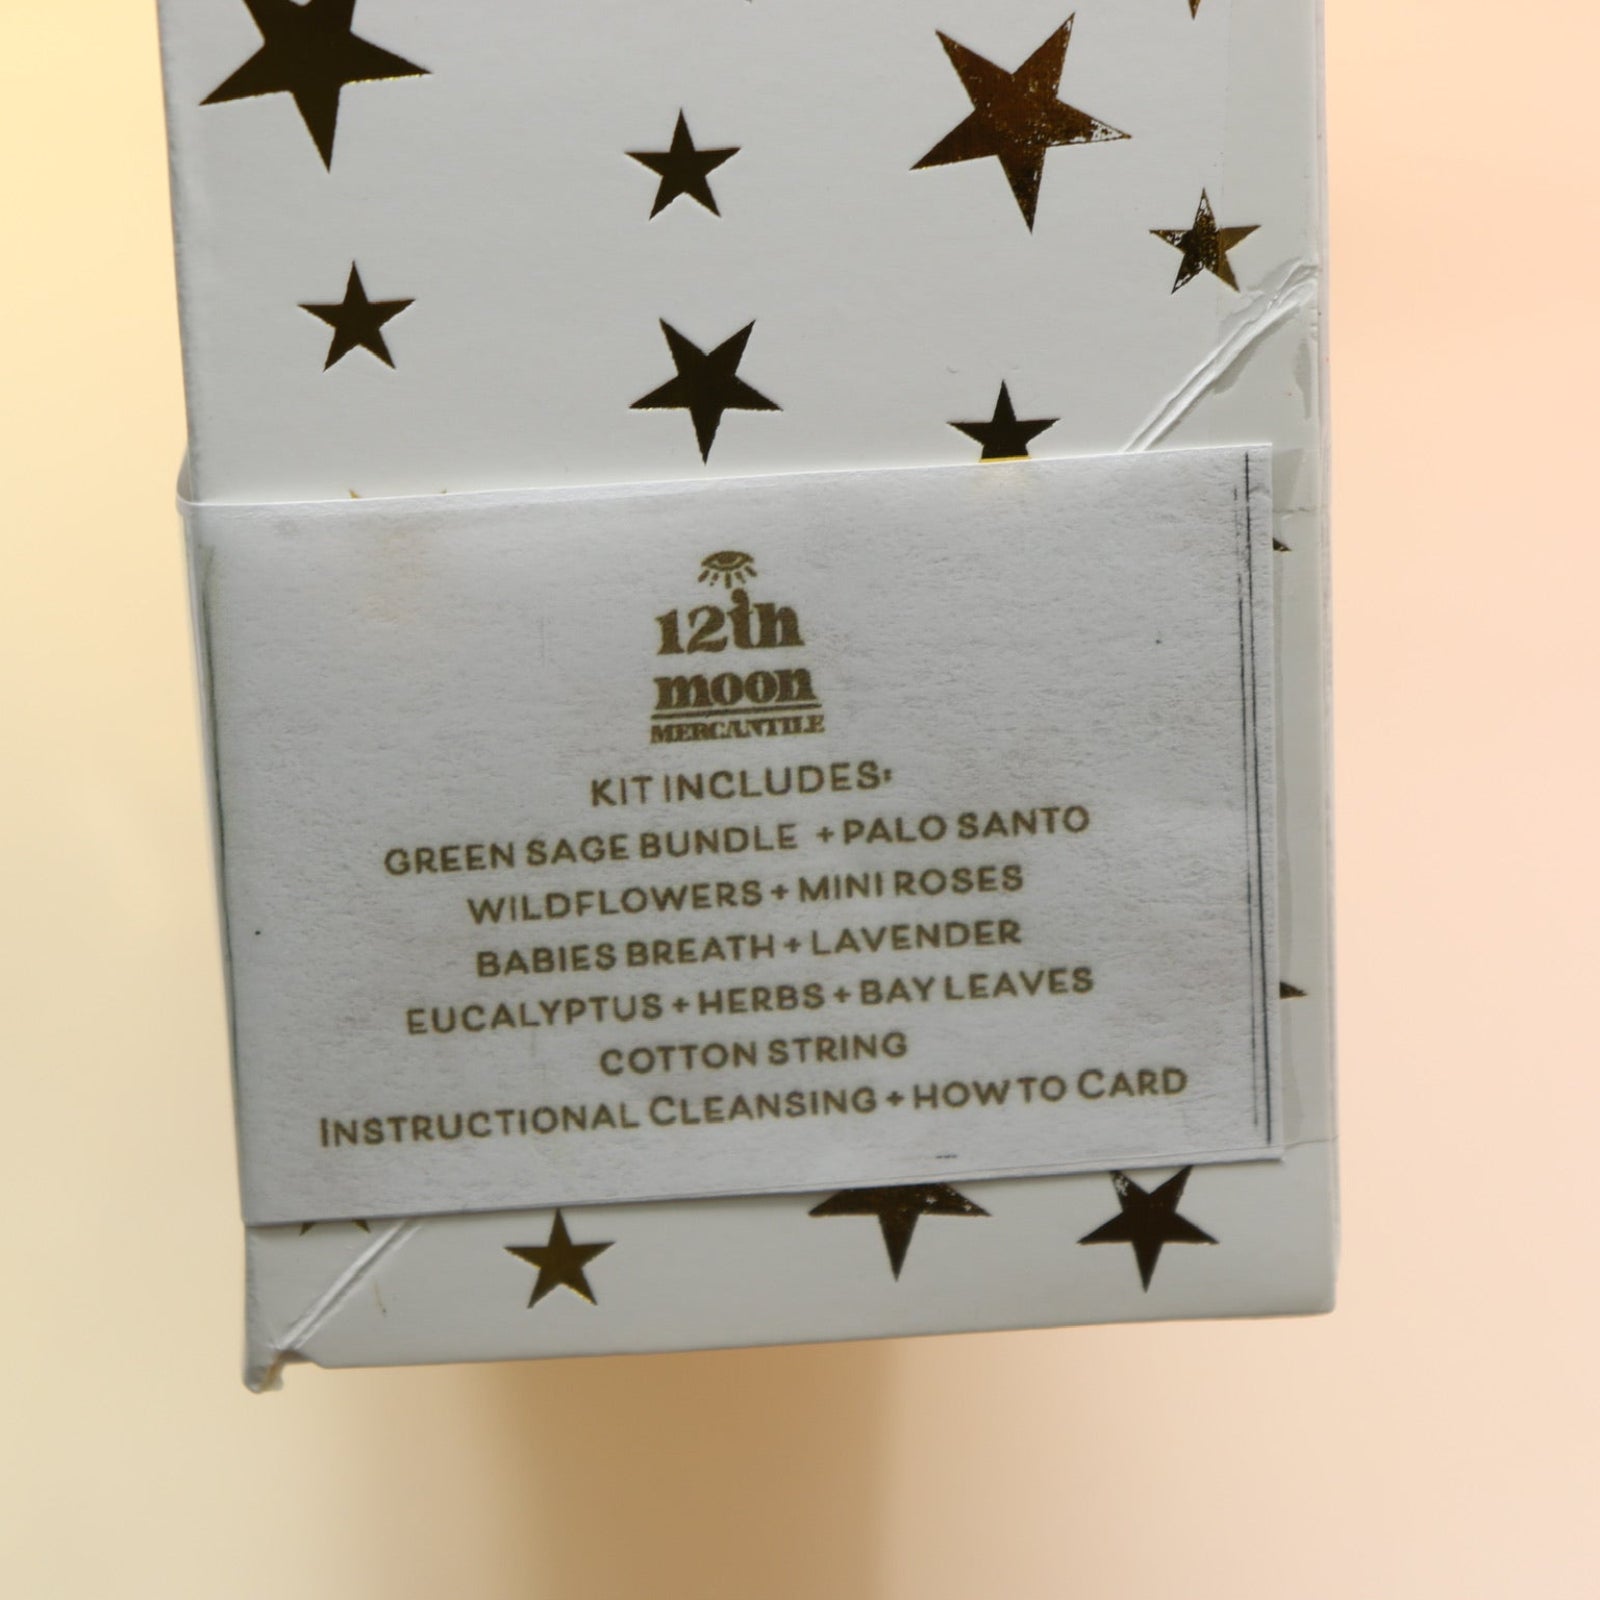 12th
moon
MERCANTILE
KIT INCLUDES:
GREEN SAGE BUNDLE + PALO SANTO
WILDFLOWERS + MINI ROSES
BABIES BREATH + LAVENDER
EUCALYPTUS + HERBS + BAY LEAVES
COTTON STRING
INSTRUCTIONAL CLEANSING + HOW TO CARD